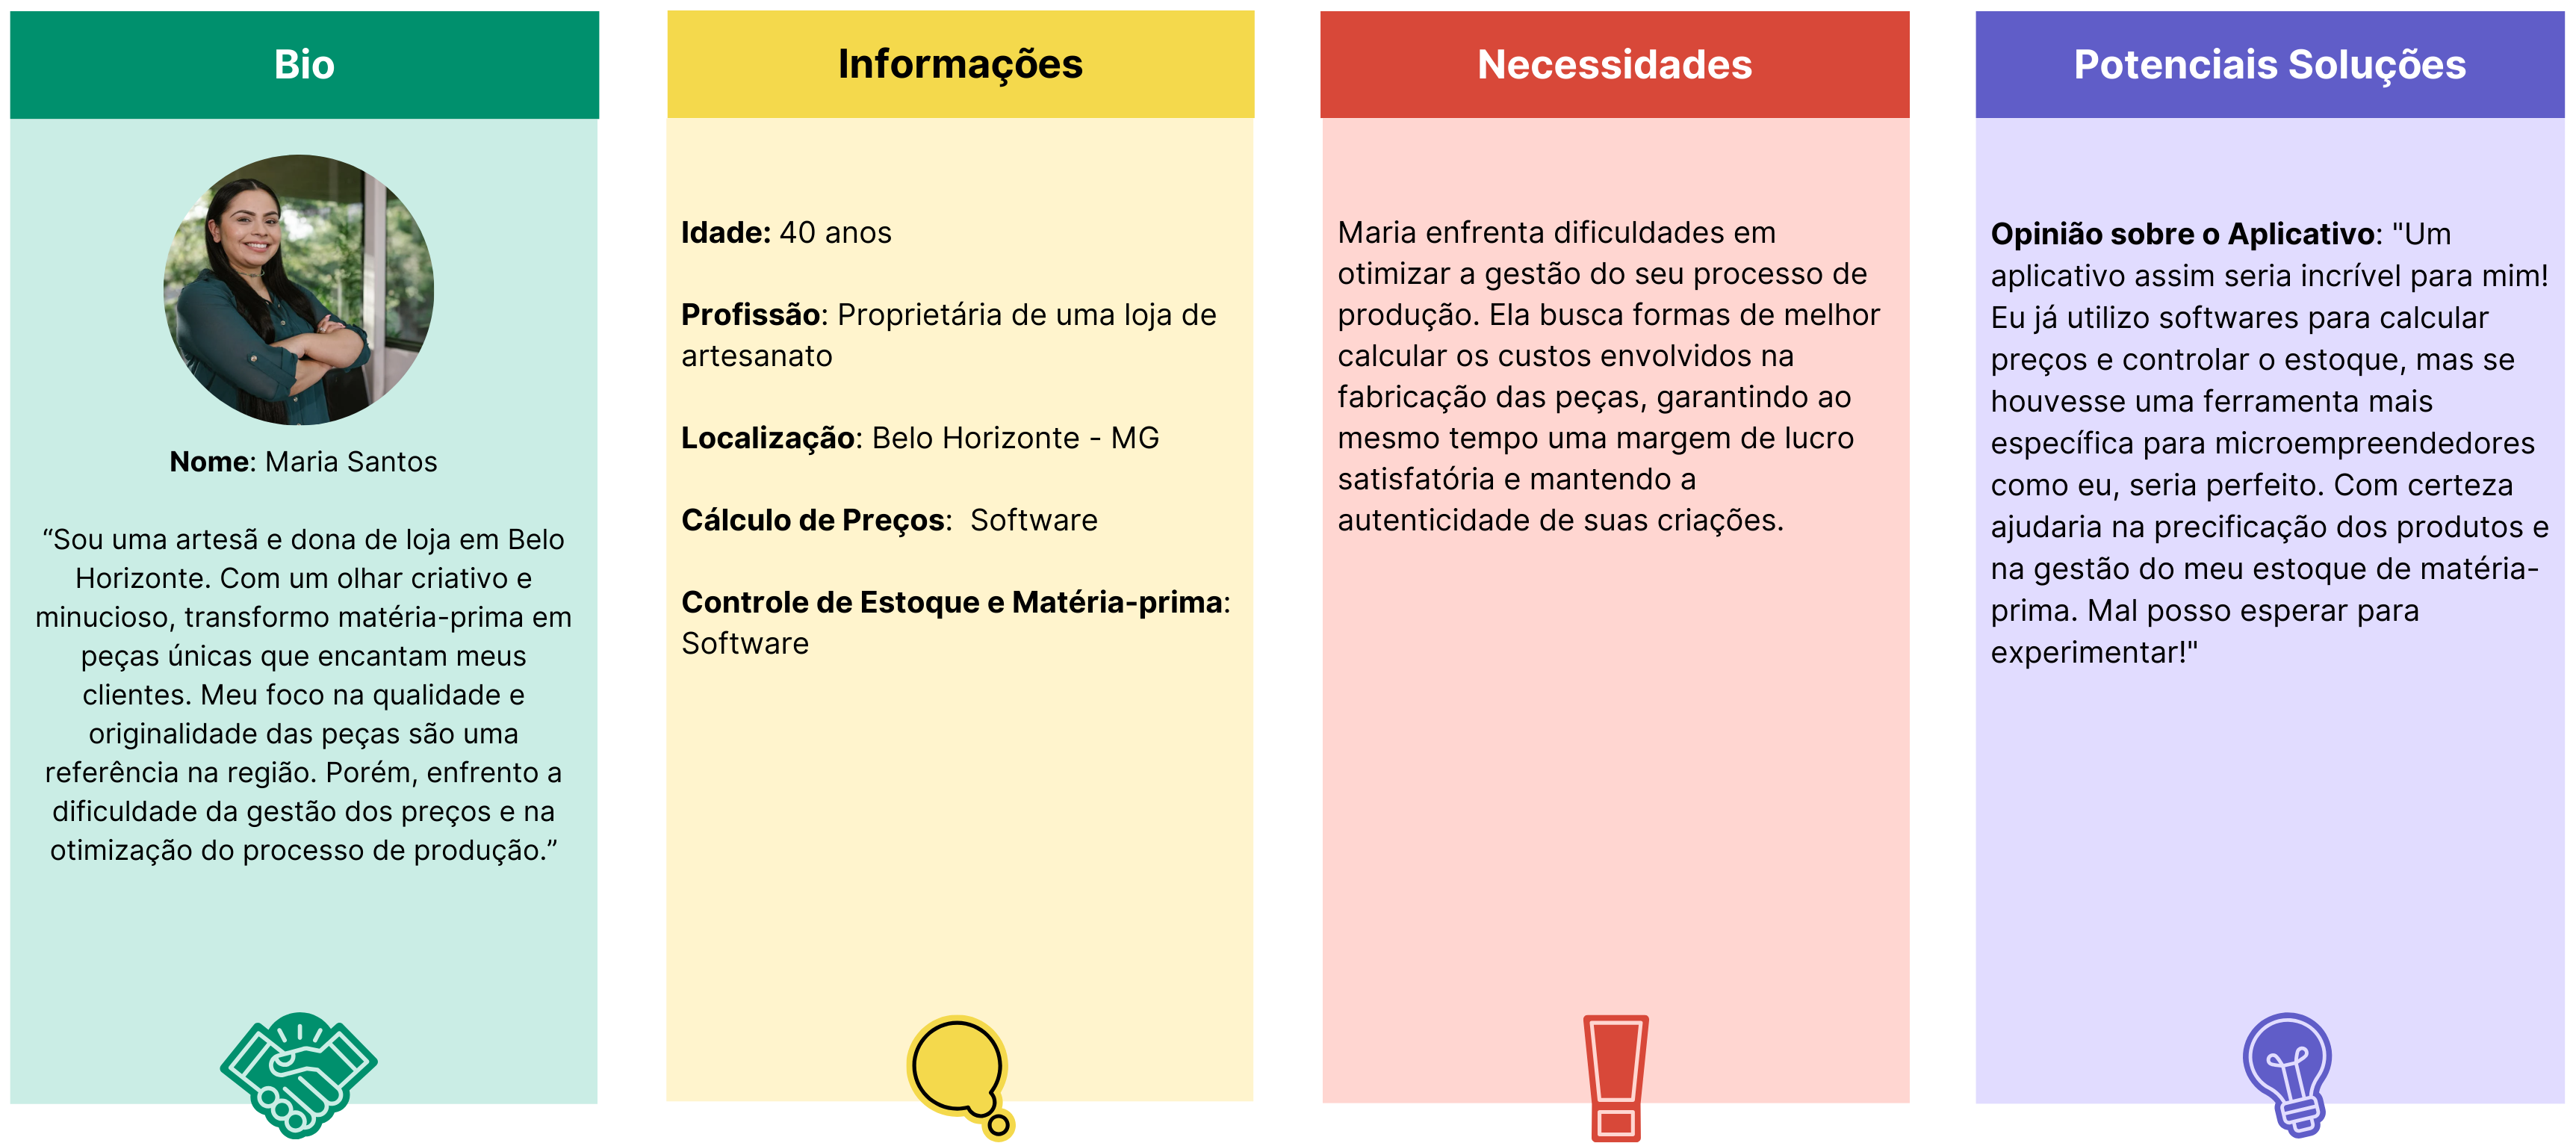 Bio
Nome: Maria Santos
“Sou uma artesã e dona de loja em Belo
Horizonte. Com um olhar criativo e
minucioso, transformo matéria-prima em
peças únicas que encantam meus
clientes. Meu foco na qualidade e
originalidade das peças são uma
referência na região. Porém, enfrento a
dificuldade da gestão dos preços e na
otimização do processo de produção.”
Informações
Idade: 40 anos
Profissão: Proprietária de uma loja de
artesanato
Localização: Belo Horizonte - MG
Cálculo de Preços:  Software
Controle de Estoque e Matéria-prima:
Software
Necessidades
Maria enfrenta dificuldades em
otimizar a gestão do seu processo de
produção. Ela busca formas de melhor
calcular os custos envolvidos na
fabricação das peças, garantindo ao
mesmo tempo uma margem de lucro
satisfatória e mantendo a
autenticidade de suas criações.
Potenciais Soluções
Opinião sobre o Aplicativo: "Um
aplicativo assim seria incrível para mim!
Eu já utilizo softwares para calcular
preços e controlar o estoque, mas se
houvesse uma ferramenta mais
específica para microempreendedores
como eu, seria perfeito. Com certeza
ajudaria na precificação dos produtos e
na gestão do meu estoque de matéria-
prima. Mal posso esperar para
experimentar!"